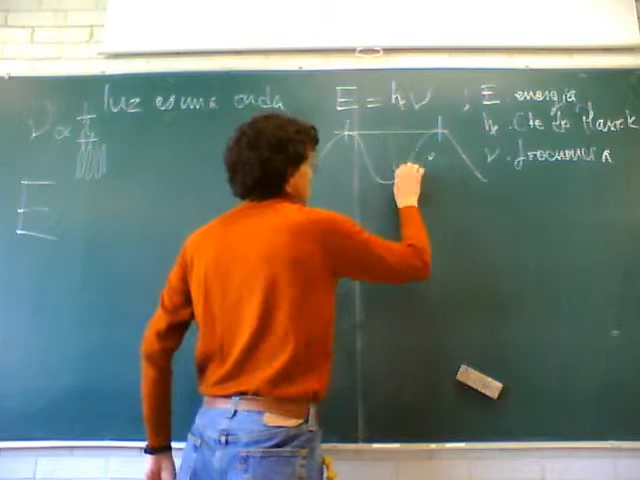 luz es una onda
E = hν ; E energía
h. Cte de Planck
ν. frecuencia
ν ∝
E